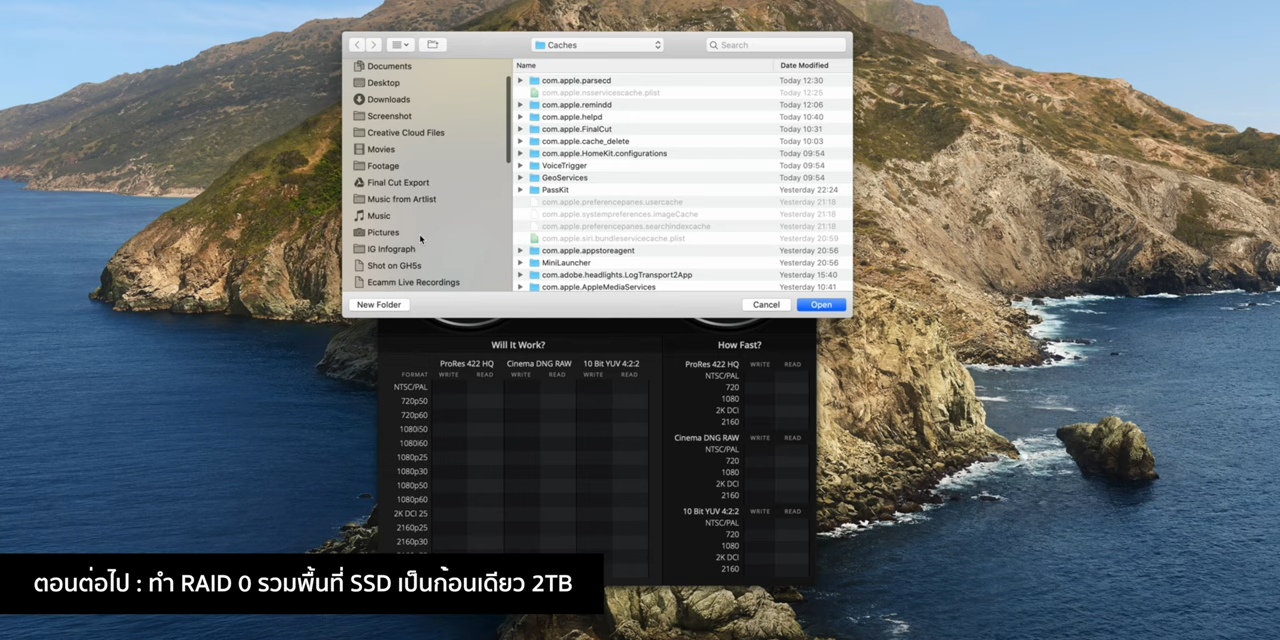 Caches
Search
Documents
Desktop
Downloads
Screenshot
Creative Cloud Files
Movies
Footage
Final Cut Export
Music from Artlist
Music
Pictures
IG Infograph
Shot on GH5s
Ecamm Live Recordings
Name Date Modified
com.apple.parsecd Today 12:30
com.apple.nsservicescache.plist Today 12:25
com.apple.remindd Today 12:06
com.apple.helpd Today 10:40
com.apple.FinalCut Today 10:31
com.apple.cache_delete Today 10:03
com.apple.HomeKit.configurations Today 09:54
VoiceTrigger Today 09:54
GeoServices Today 09:54
PassKit Yesterday 22:24
com.apple.preferencepanes.usercache Yesterday 21:18
com.apple.systempreferences.imageCache Yesterday 21:18
com.apple.preferencepanes.searchindexcache Yesterday 21:18
com.apple.siri.bundleservicecache.plist Yesterday 20:59
com.apple.appstoreagent Yesterday 20:56
MiniLauncher Yesterday 20:56
com.adobe.headlights.LogTransport2App Yesterday 15:40
com.apple.AppleMediaServices Yesterday 10:41
New Folder Cancel Open
Will It Work?
ProRes 422 HQ Cinema DNG RAW 10 Bit YUV 4:2:2
FORMAT WRITE READ WRITE READ WRITE READ
NTSC/PAL
720p50
720p60
1080i50
1080i60
1080p25
1080p30
1080p50
1080p60
2K DCI 25
2160p25
2160p30
How Fast?
ProRes 422 HQ WRITE READ
NTSC/PAL
720
1080
2K DCI
2160
Cinema DNG RAW WRITE READ
NTSC/PAL
720
1080
2K DCI
2160
10 Bit YUV 4:2:2 WRITE READ
NTSC/PAL
720
1080
2K DCI
2160
ตอนต่อไป : ทำ RAID 0 รวมพื้นที่ SSD เป็นก้อนเดียว 2TB